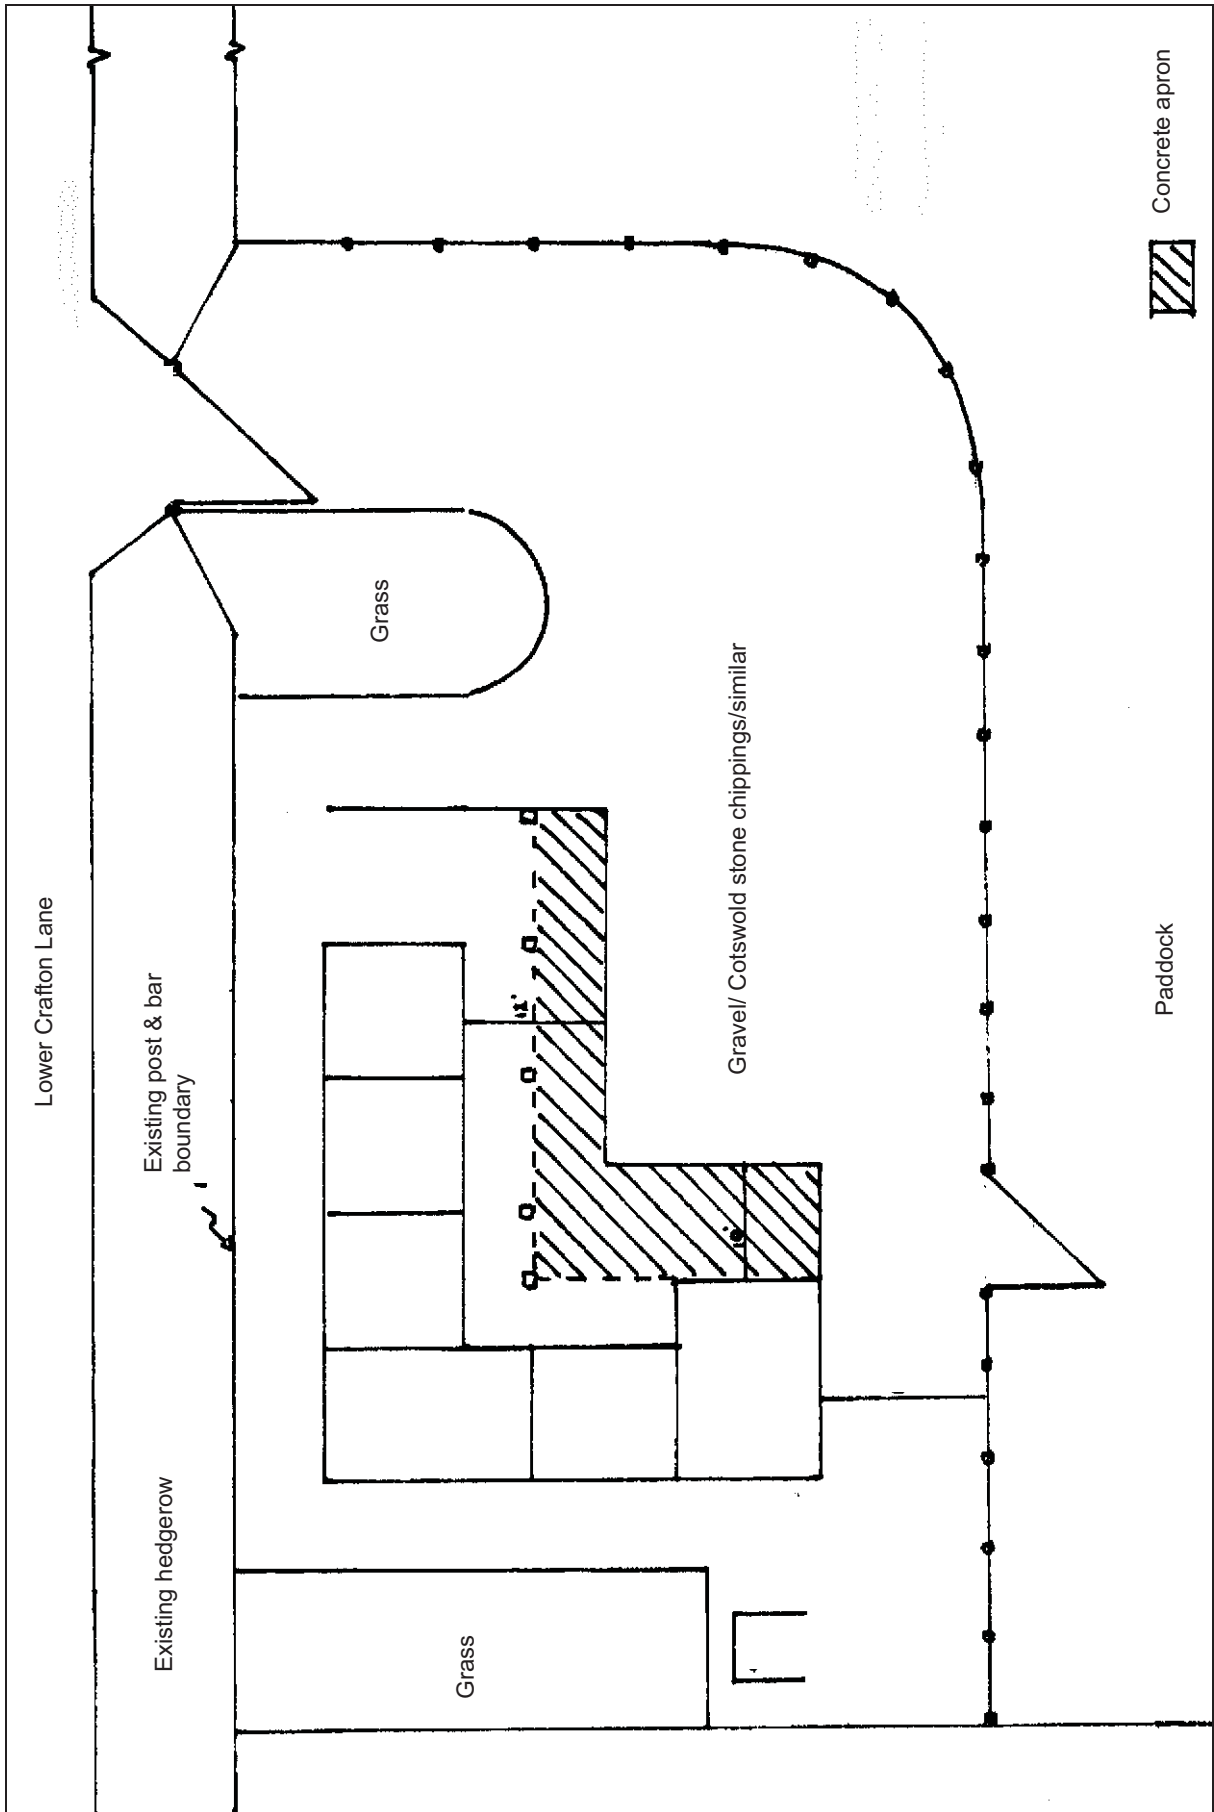 Lower Crafton Lane
Existing hedgerow
Existing post & bar
boundary
Grass
Grass
Gravel/ Cotswold stone chippings/similar
Paddock
Concrete apron